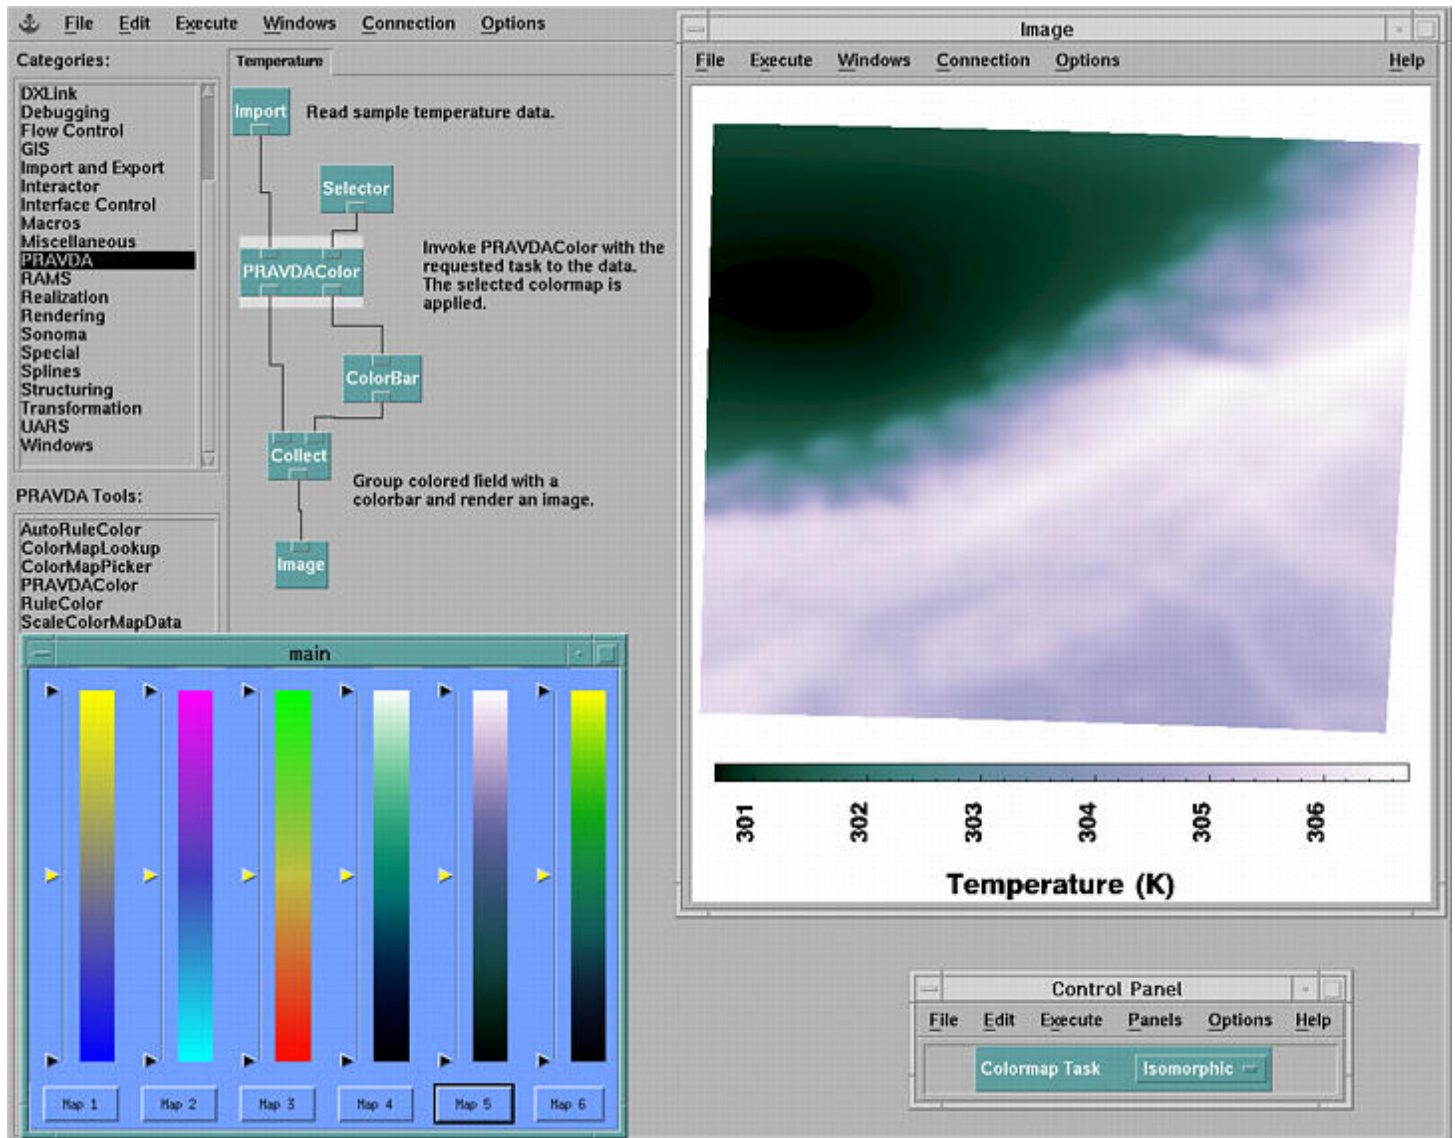 File Edit Execute Windows Connection Options
Categories:
DXLink
Debugging
Flow Control
GIS
Import and Export
Interactor
Interface Control
Macros
Miscellaneous
PRAVDA
RAMS
Realization
Rendering
Sonoma
Special
Splines
Structuring
Transformation
UARS
Windows
PRAVDA Tools:
AutoRuleColor
ColorMapLookup
ColorMapPicker
PRAVDAColor
RuleColor
ScaleColorMapData
Temperature
Import
Read sample temperature data.
Selector
PRAVDAColor
Invoke PRAVDAColor with the
requested task to the data.
The selected colormap is
applied.
ColorBar
Collect
Group colored field with a
colorbar and render an image.
Image
main
Map 1 Map 2 Map 3 Map 4 Map 5 Map 6
Image
File Execute Windows Connection Options Help
301 302 303 304 305 306
Temperature (K)
Control Panel
File Edit Execute Panels Options Help
Colormap Task Isomorphic